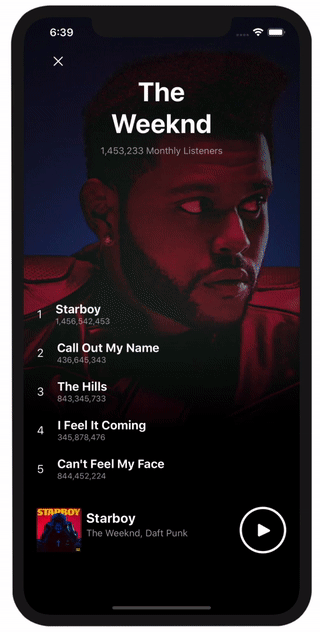 6:39
The
Weeknd
1,453,233 Monthly Listeners
1 Starboy
1,456,542,453
2 Call Out My Name
436,645,343
3 The Hills
843,345,733
4 I Feel It Coming
345,878,476
5 Can't Feel My Face
844,452,224
STARBOY
Starboy
The Weeknd, Daft Punk